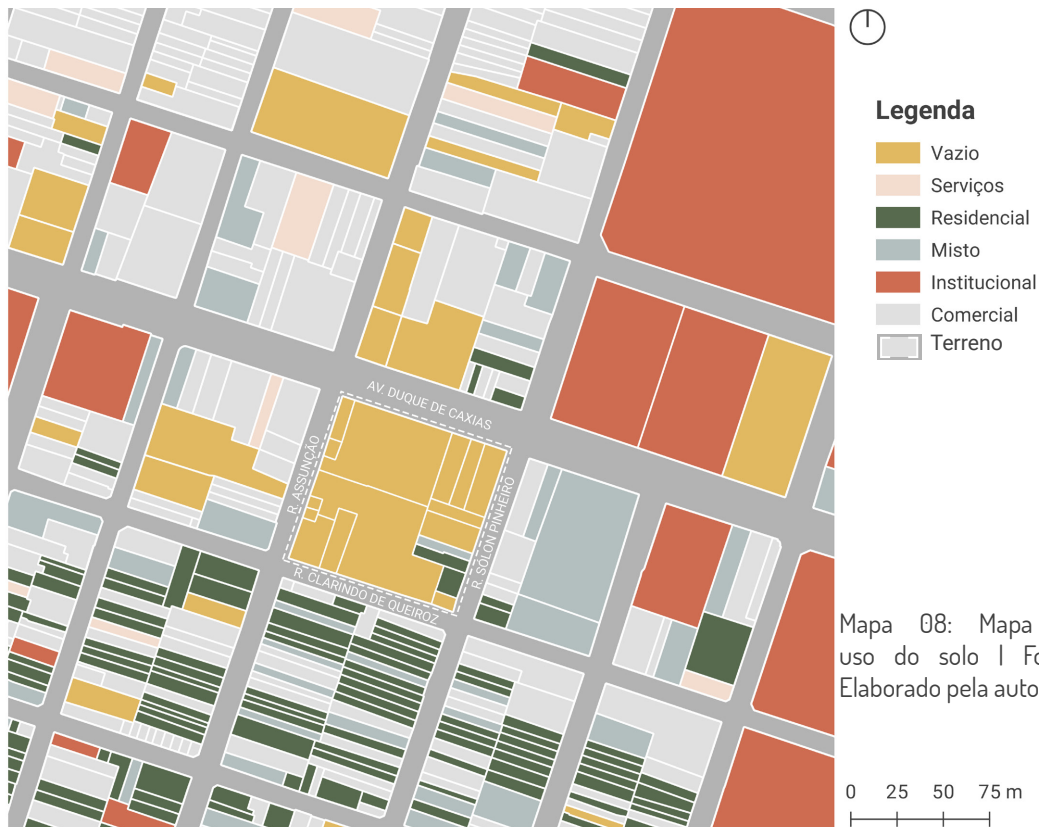 Legenda
Vazio
Serviços
Residencial
Misto
Institucional
Comercial
Terreno
AV. DUQUE DE CAXIAS
R. ASSUNÇÃO
R. SÓLON PINHEIRO
R. CLARINDO DE QUEIROZ
Mapa 08: Mapa
uso do solo | Fo
Elaborado pela auto
0 25 50 75 m